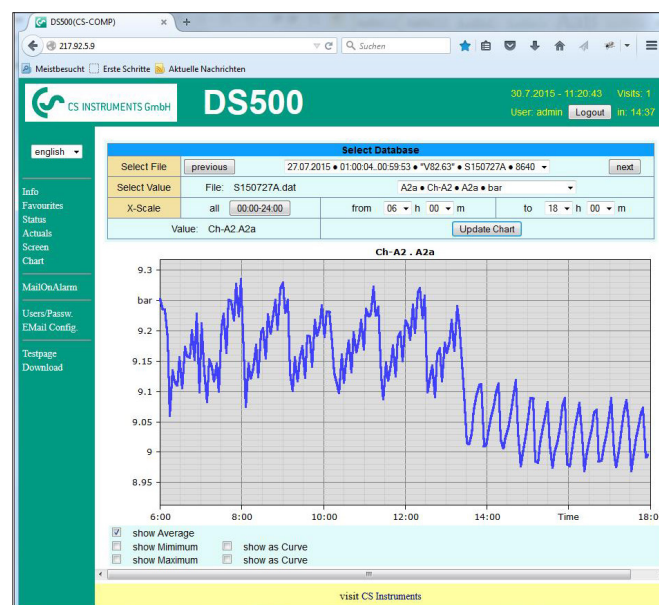 DS500(CS-COMP) × +
217.92.5.9 Suchen
Meistbesucht Erste Schritte Aktuelle Nachrichten
CS INSTRUMENTS GmbH
DS500
30.7.2015 - 11:20:43 Visits: 1
User: admin Logout in: 14:37
english
Info
Favourites
Status
Actuals
Screen
Chart
MailOnAlarm
Users/Passw.
EMail Config.
Testpage
Download
Select Database
Select File previous 27.07.2015 ● 01:00:04..00:59:53 ● "V82.63" ● S150727A ● 8640 next
Select Value File: S150727A.dat A2a ● Ch-A2 ● A2a ● bar
X-Scale all 00:00-24:00 from 06 h 00 m to 18 h 00 m
Value: Ch-A2.A2a Update Chart
Ch-A2 . A2a
9.3
bar
9.2
9.15
9.1
9.05
9
8.95
6:00 8:00 10:00 12:00 14:00 Time 18:0
show Average
show Mimimum show as Curve
show Maximum show as Curve
visit CS Instruments